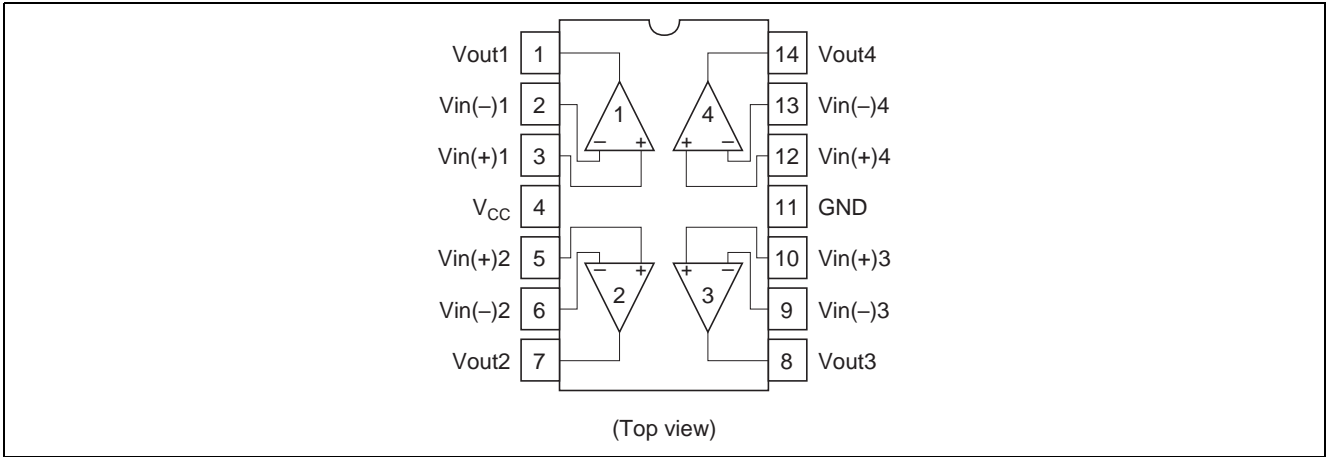 Vout1 1 14 Vout4
Vin(–)1 2 13 Vin(–)4
1 4
– + + –
Vin(+)1 3 12 Vin(+)4
VCC 4 11 GND
Vin(+)2 5 10 Vin(+)3
– + + –
2 3
Vin(–)2 6 9 Vin(–)3
Vout2 7 8 Vout3
(Top view)